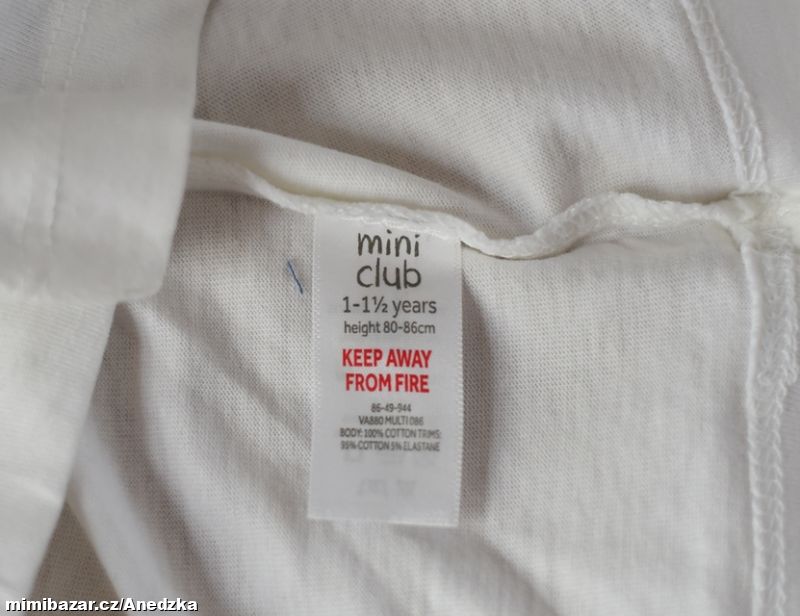 mini
club
1-1½ years
height 80-86cm
KEEP AWAY
FROM FIRE
86-49-944
VA880 MULTI 086
BODY: 100% COTTON TRIMS:
95% COTTON 5% ELASTANE
mimibazar.cz/Anedzka